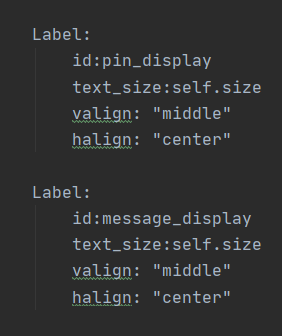 Label:
id:pin_display
text_size:self.size
valign: "middle"
halign: "center"
Label:
id:message_display
text_size:self.size
valign: "middle"
halign: "center"